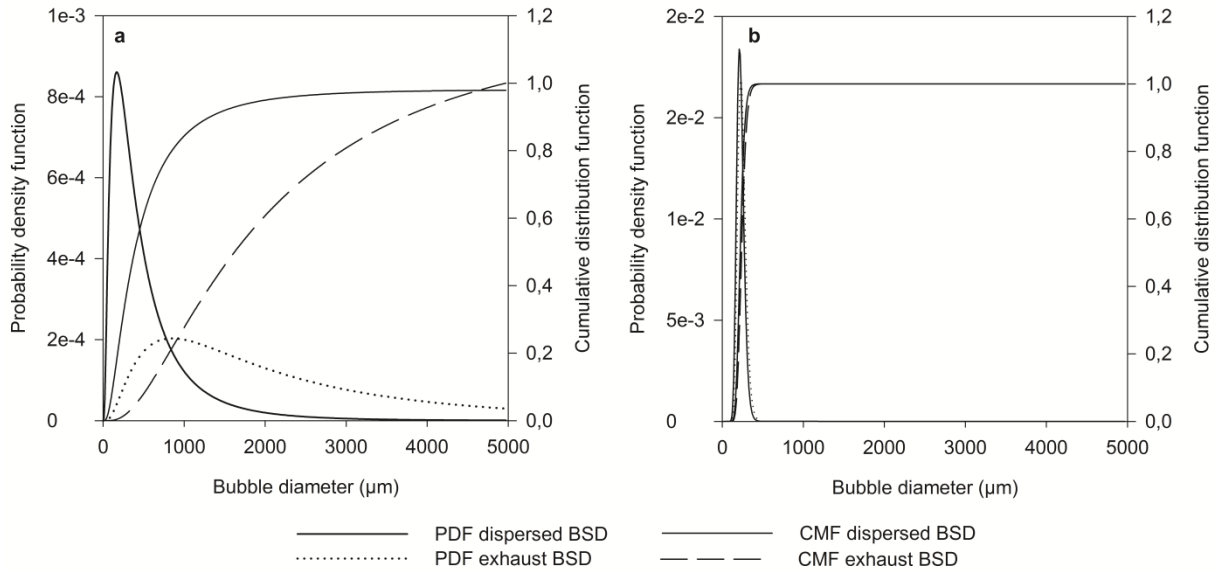 a
Probability density function
1e-3
8e-4
6e-4
4e-4
2e-4
0
1,2
1,0
0,8
0,6
0,4
0,2
0,0
Cumulative distribution function
0 1000 2000 3000 4000 5000
Bubble diameter (µm)
b
Probability density function
2e-2
2e-2
1e-2
5e-3
0
1,2
1,0
0,8
0,6
0,4
0,2
0,0
Cumulative distribution function
0 1000 2000 3000 4000 5000
Bubble diameter (µm)
PDF dispersed BSD
CMF dispersed BSD
PDF exhaust BSD
CMF exhaust BSD